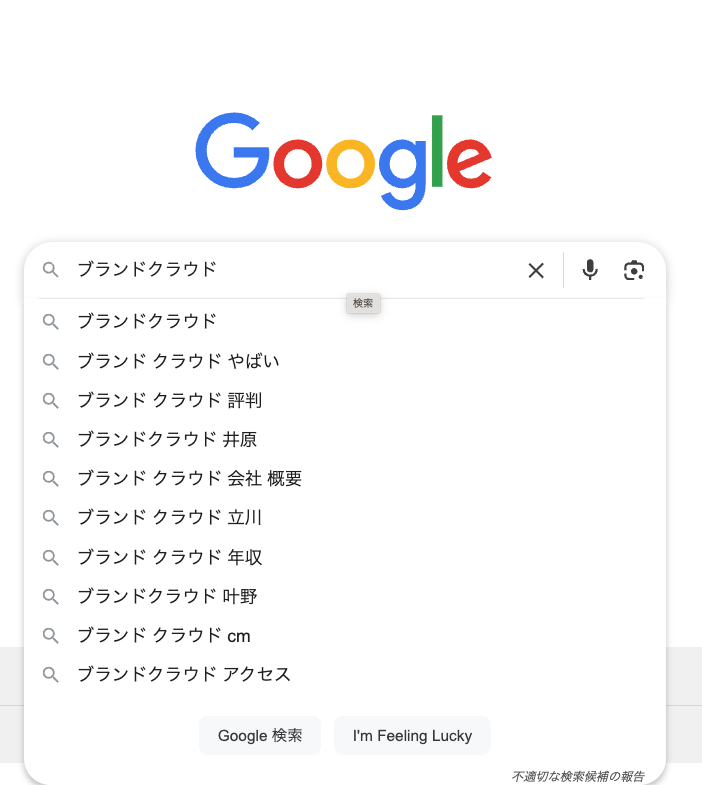 Google
ブランドクラウド
検索
ブランドクラウド
ブランド クラウド やばい
ブランド クラウド 評判
ブランドクラウド 井原
ブランド クラウド 会社 概要
ブランド クラウド 立川
ブランド クラウド 年収
ブランドクラウド 叶野
ブランド クラウド cm
ブランドクラウド アクセス
Google 検索
I'm Feeling Lucky
不適切な検索候補の報告